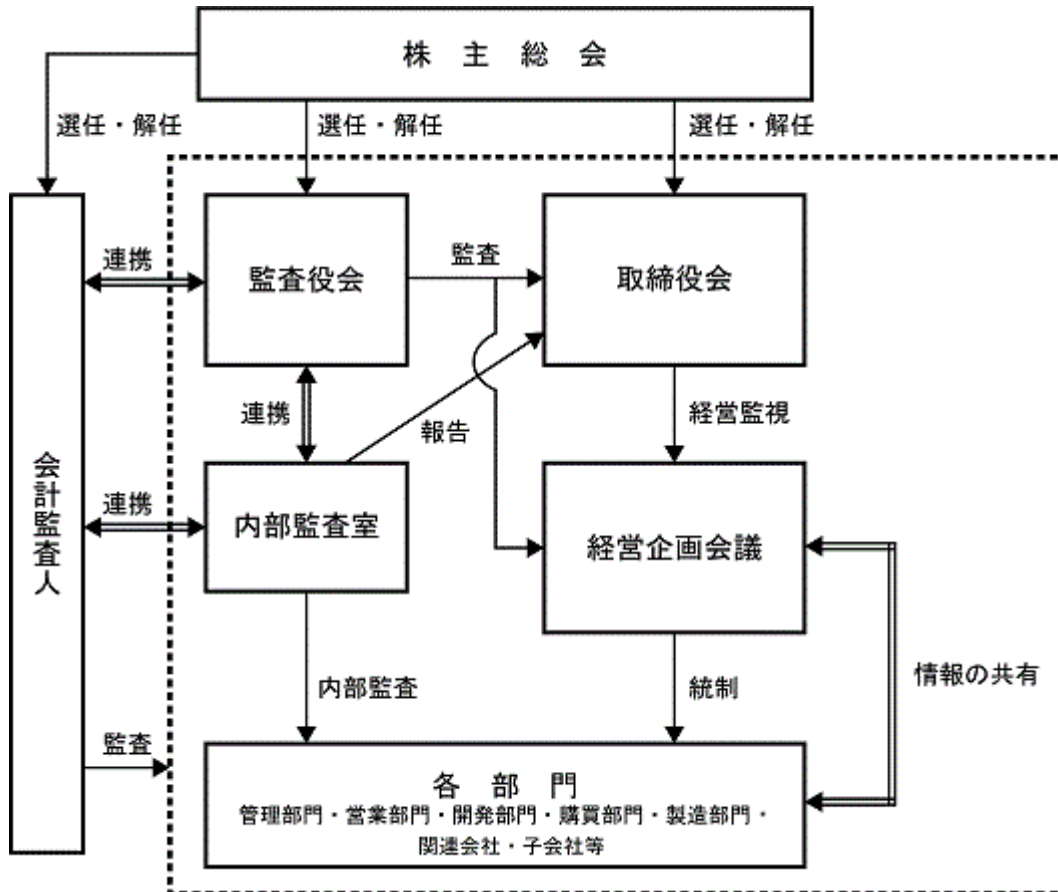 株 主 総 会
選任・解任
選任・解任
選任・解任
連携
監査役会
監査
取締役会
連携
報告
経営監視
会計監査人
連携
内部監査室
経営企画会議
内部監査
統制
情報の共有
監査
各 部 門
管理部門・営業部門・開発部門・購買部門・製造部門・
関連会社・子会社等